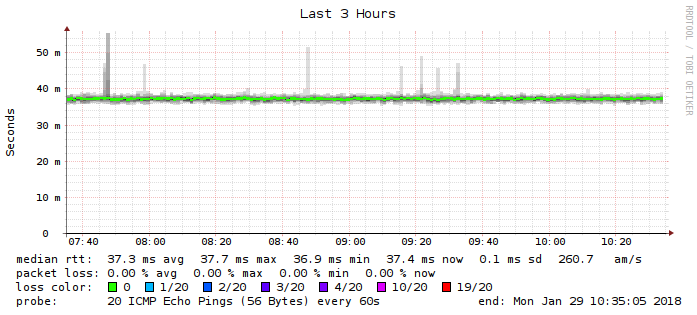 Last 3 Hours
RRDTOOL / TOBI OETIKER
Seconds
50 m
40 m
30 m
20 m
10 m
0
07:40 08:00 08:20 08:40 09:00 09:20 09:40 10:00 10:20
median rtt: 37.3 ms avg 37.7 ms max 36.9 ms min 37.4 ms now 0.1 ms sd 260.7 am/s
packet loss: 0.00 % avg 0.00 % max 0.00 % min 0.00 % now
loss color: 0 1/20 2/20 3/20 4/20 10/20 19/20
probe: 20 ICMP Echo Pings (56 Bytes) every 60s end: Mon Jan 29 10:35:05 2018